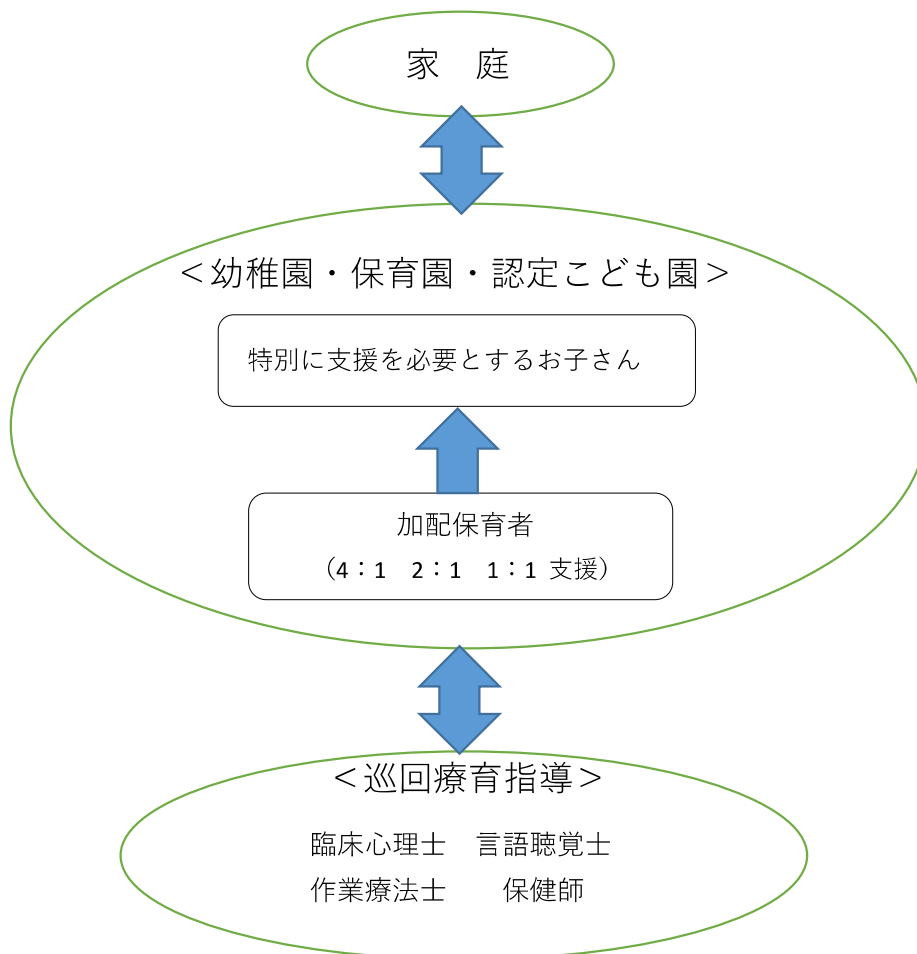 家　庭
＜幼稚園・保育園・認定こども園＞
特別に支援を必要とするお子さん
加配保育者
（4：1　2：1　1：1 支援）
＜巡回療育指導＞
臨床心理士　言語聴覚士
作業療法士　　保健師